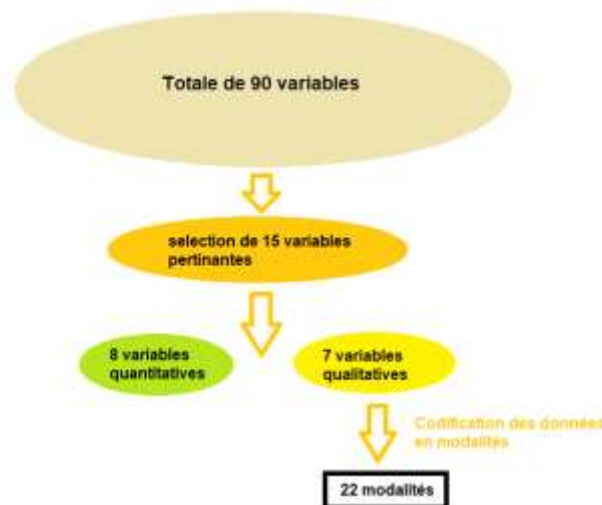 Totale de 90 variables
selection de 15 variables
pertinantes
8 variables
quantitatives
7 variables
qualitatives
Codification des données
en modalités
22 modalités